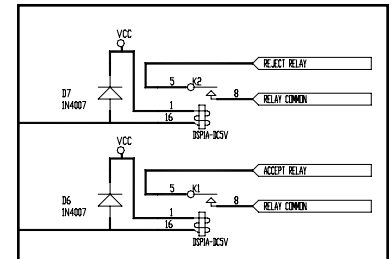 VCC
REJECT RELAY
5 K2
D7
1N4007
8 RELAY COMMON
1
16
DSP1A-DC5V
VCC
ACCEPT RELAY
5 K1
D6
1N4007
8 RELAY COMMON
1
16
DSP1A-DC5V